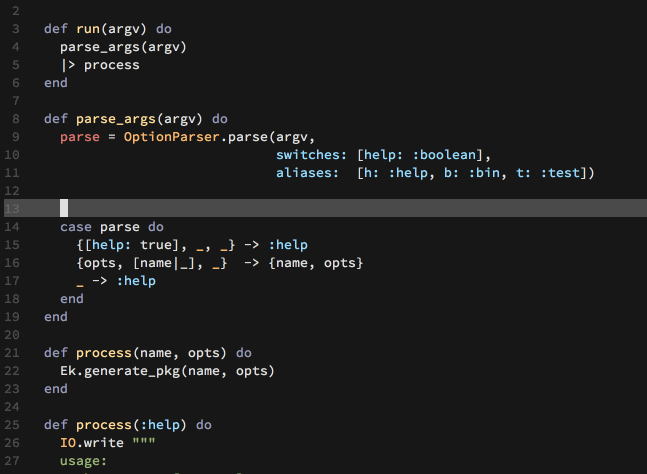 2
3 def run(argv) do
4 parse_args(argv)
5 |> process
6 end
7
8 def parse_args(argv) do
9 parse = OptionParser.parse(argv,
10 switches: [help: :boolean],
11 aliases:  [h: :help, b: :bin, t: :test])
12
13
14 case parse do
15 {[help: true], _, _} -> :help
16 {opts, [name|_], _}  -> {name, opts}
17 _ -> :help
18 end
19 end
20
21 def process(name, opts) do
22 Ek.generate_pkg(name, opts)
23 end
24
25 def process(:help) do
26 IO.write """
27 usage: